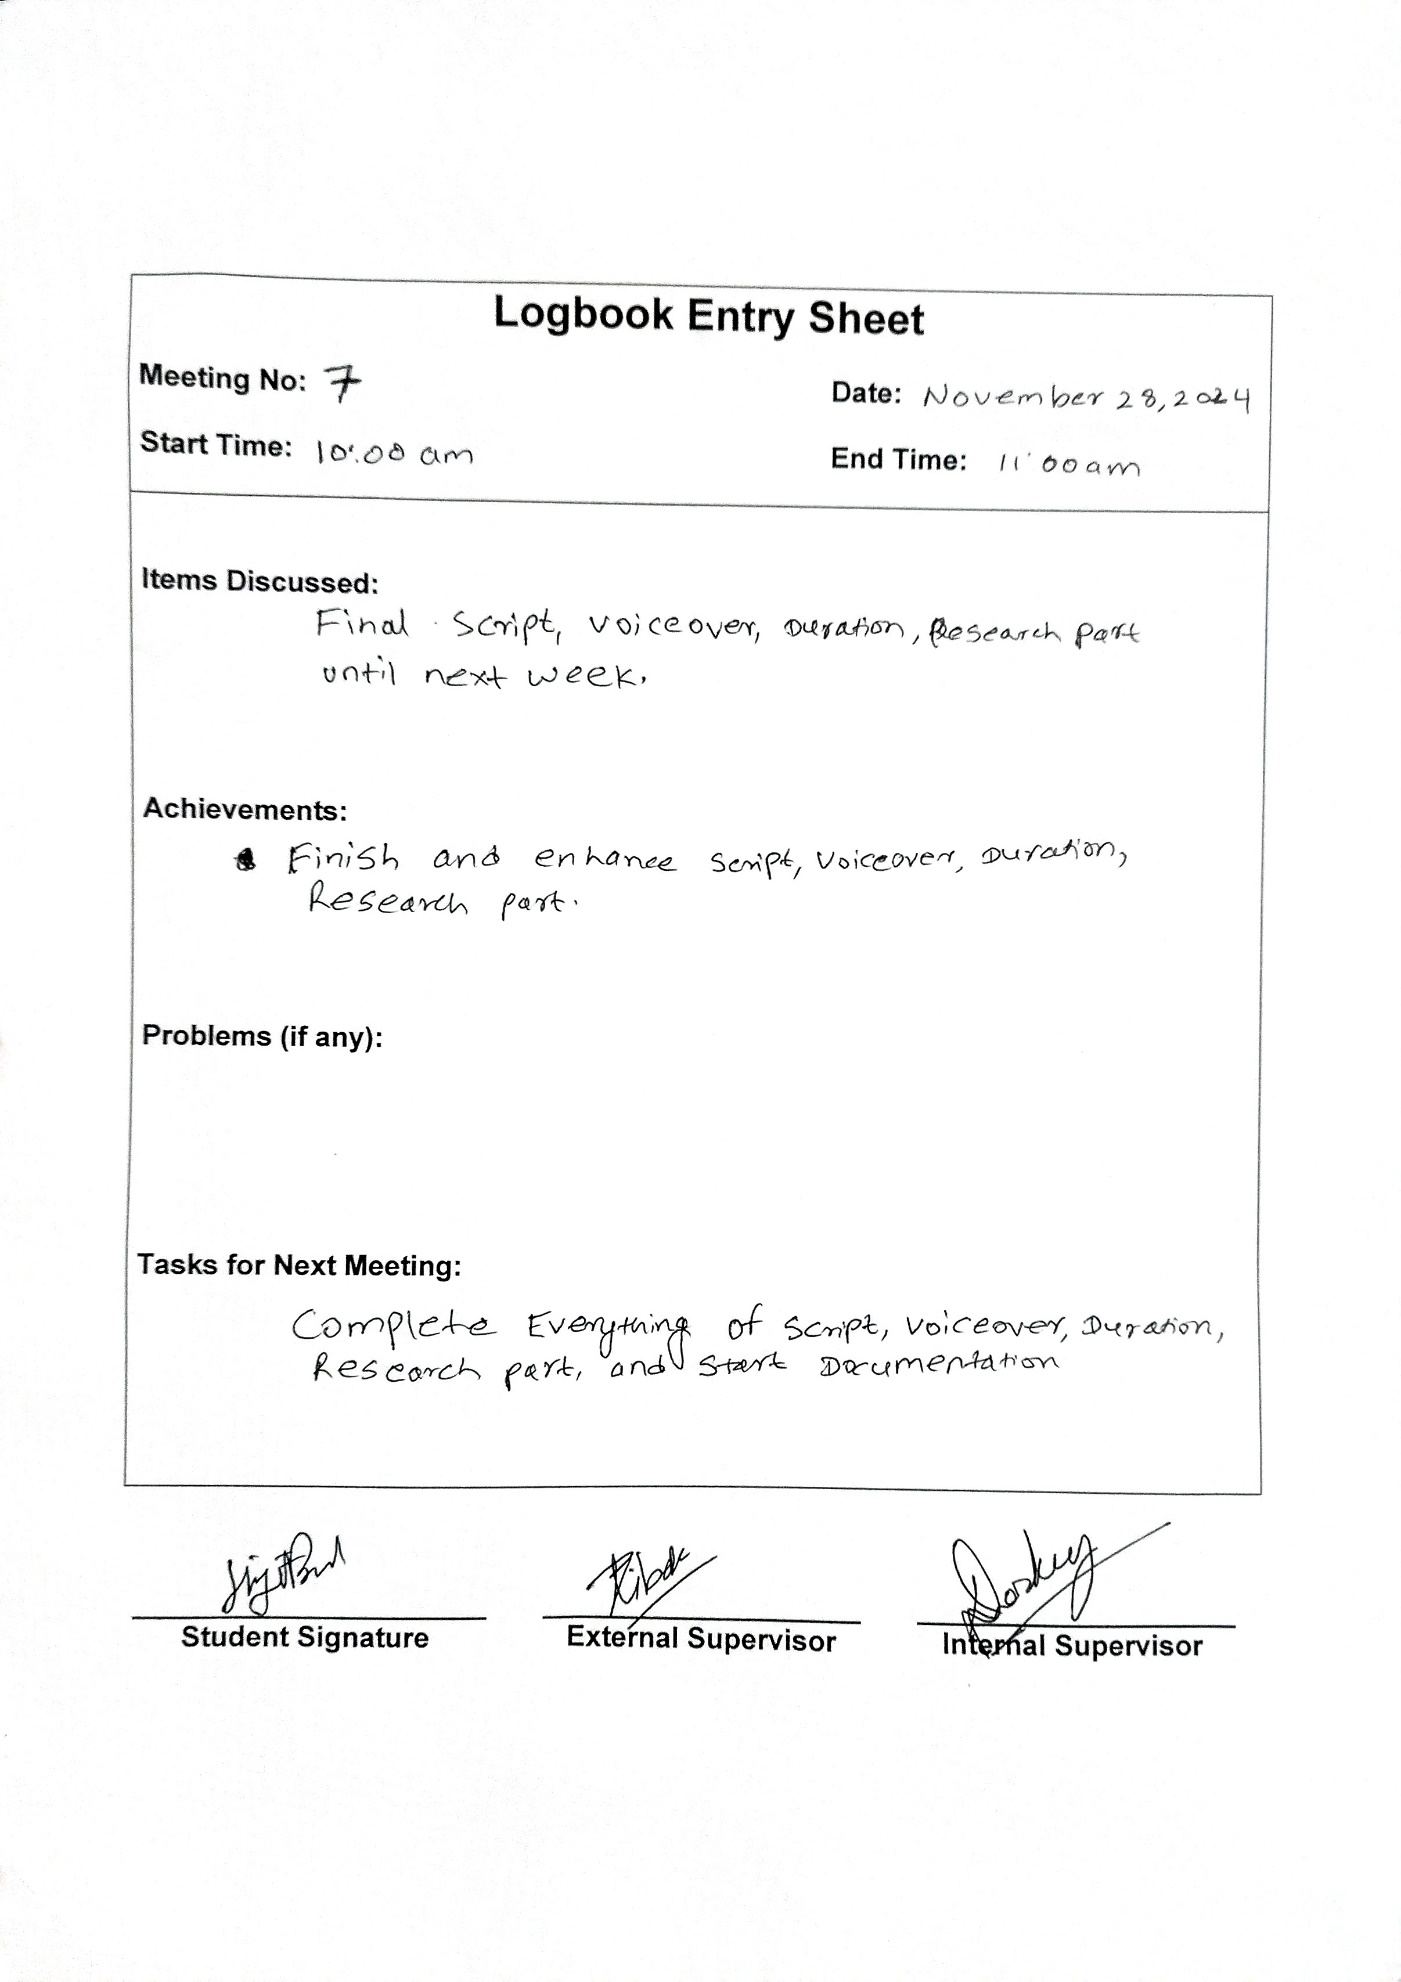 Logbook Entry Sheet
Meeting No: 7
Date: November 28, 2024
Start Time: 10:00 am
End Time: 11:00 am
Items Discussed:
Final Script, Voiceover, Duration, Research part
until next week.
Achievements:
Finish and enhance script, Voiceover, Duration,
Research part.
Problems (if any):
Tasks for Next Meeting:
Complete Everything of Script, Voiceover, Duration,
Research part, and Start Documentation
Student Signature
External Supervisor
Internal Supervisor